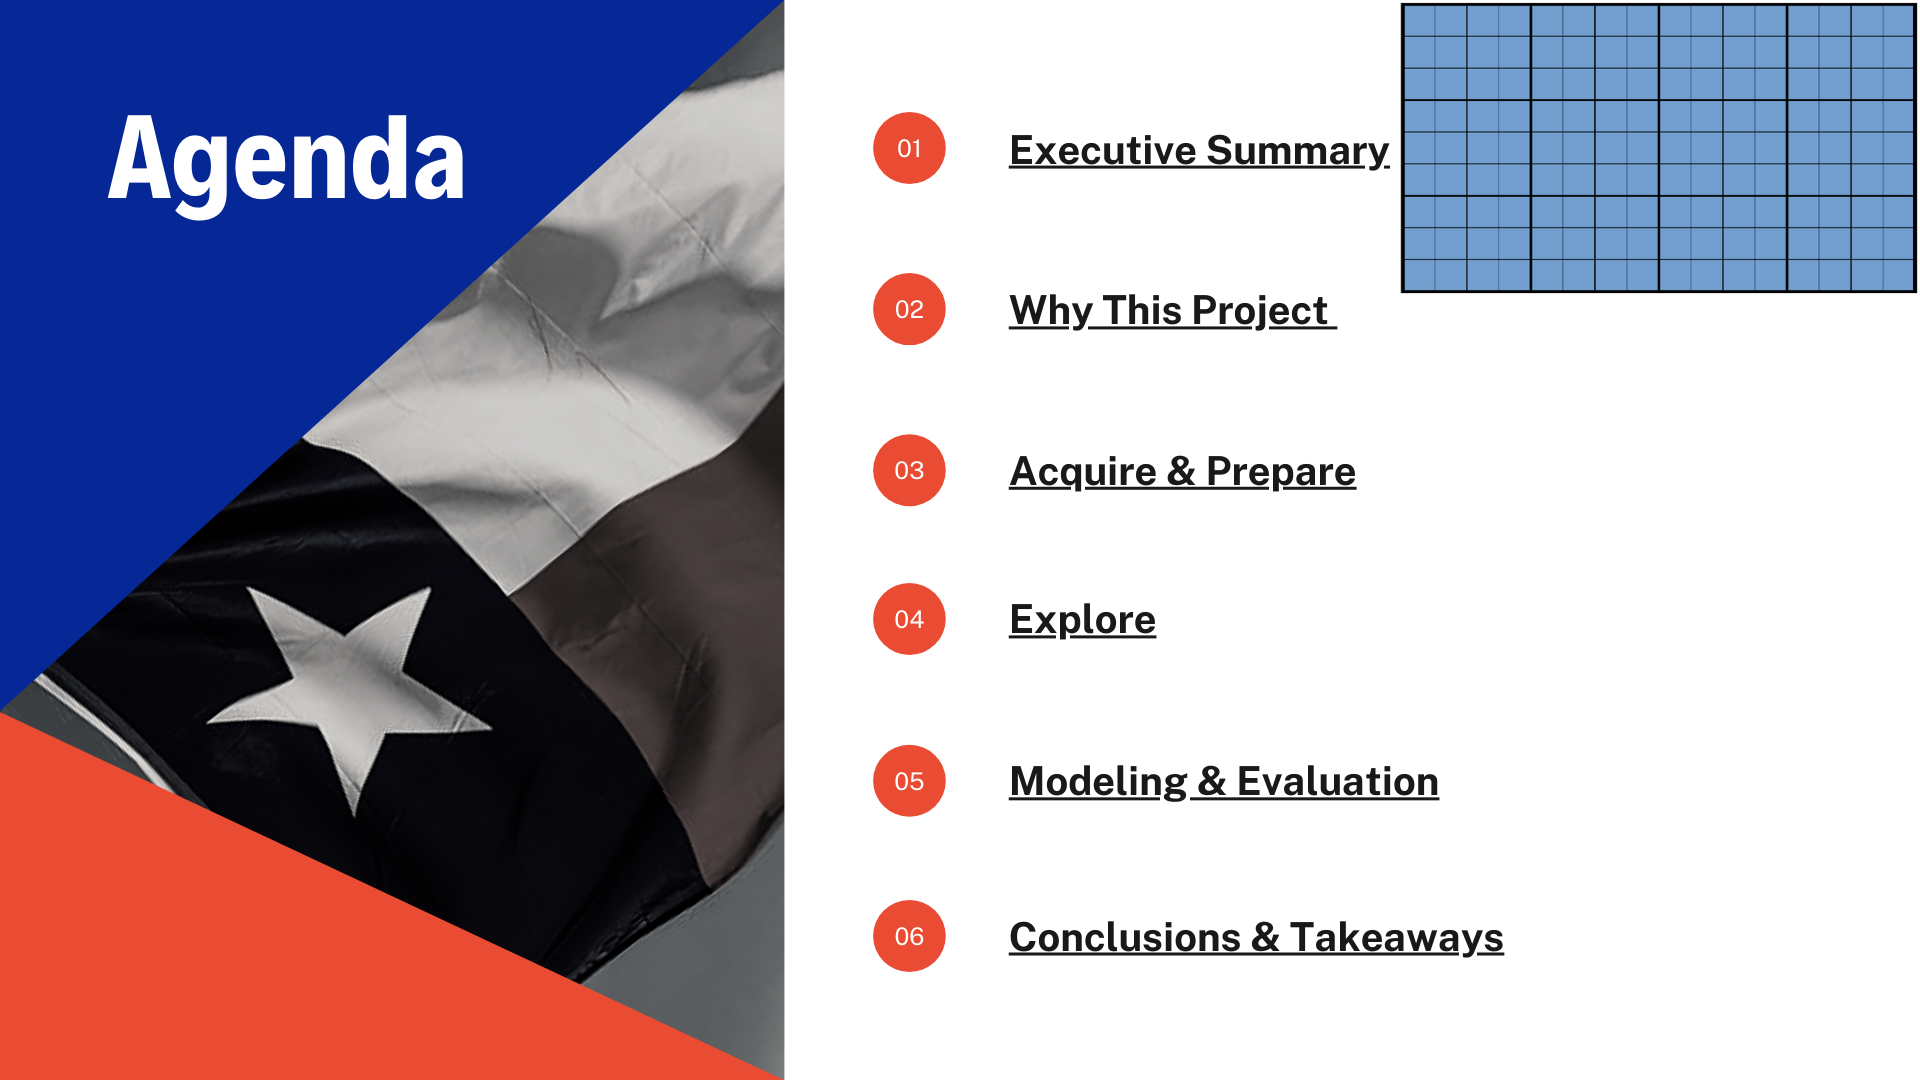 Agenda
01 Executive Summary
02 Why This Project
03 Acquire & Prepare
04 Explore
05 Modeling & Evaluation
06 Conclusions & Takeaways